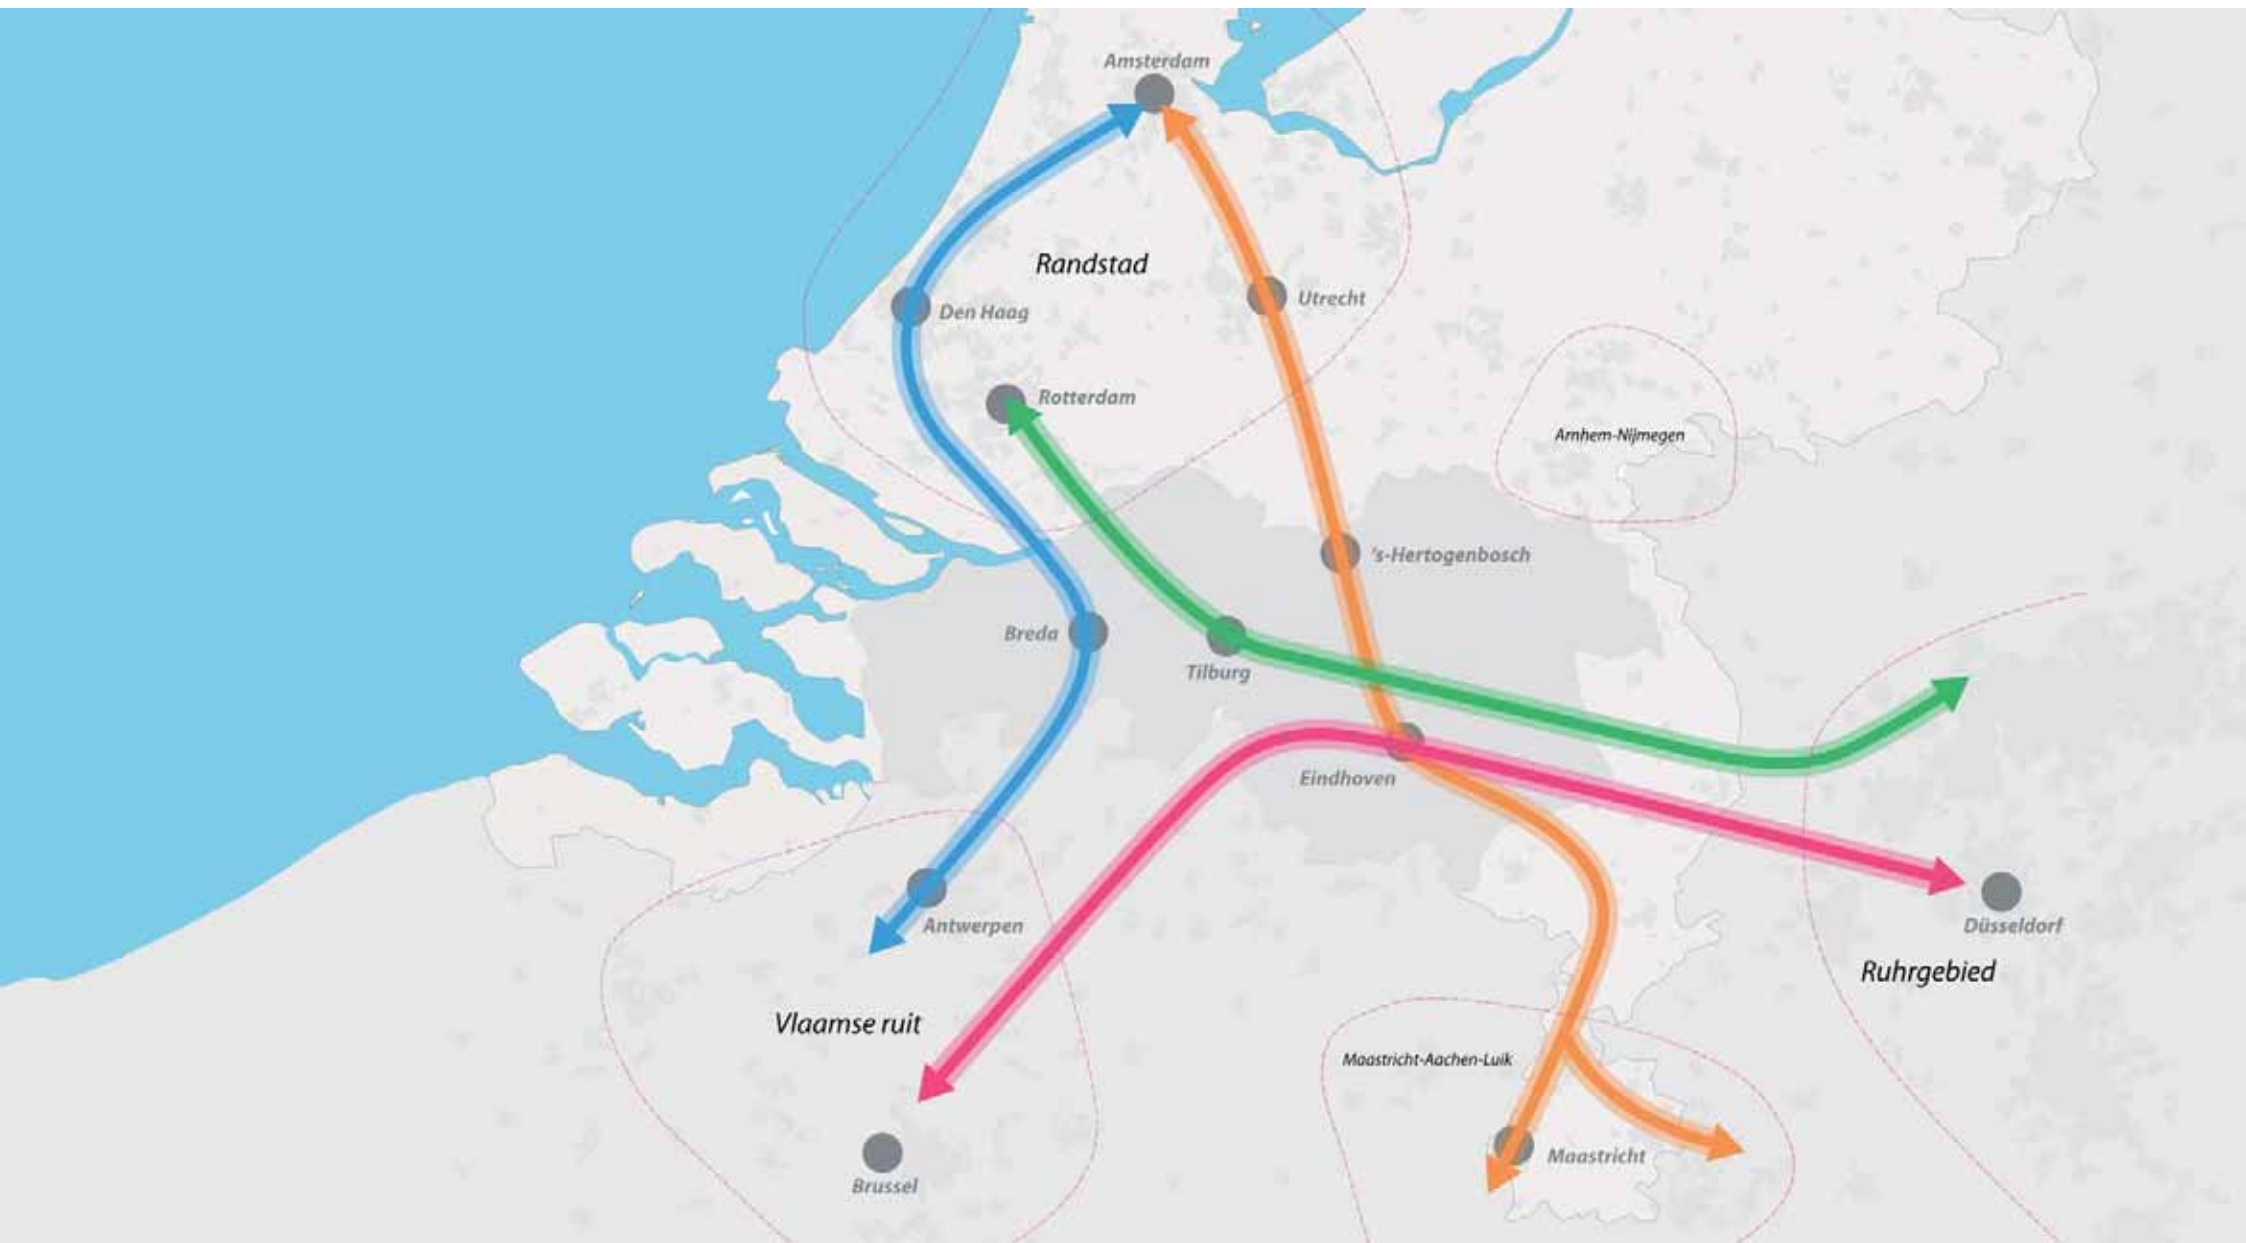 Amsterdam
Randstad
Utrecht
Den Haag
Rotterdam
Arnhem-Nijmegen
's-Hertogenbosch
Breda
Tilburg
Eindhoven
Antwerpen
Düsseldorf
Ruhrgebied
Vlaamse ruit
Maastricht-Aachen-Luik
Maastricht
Brussel